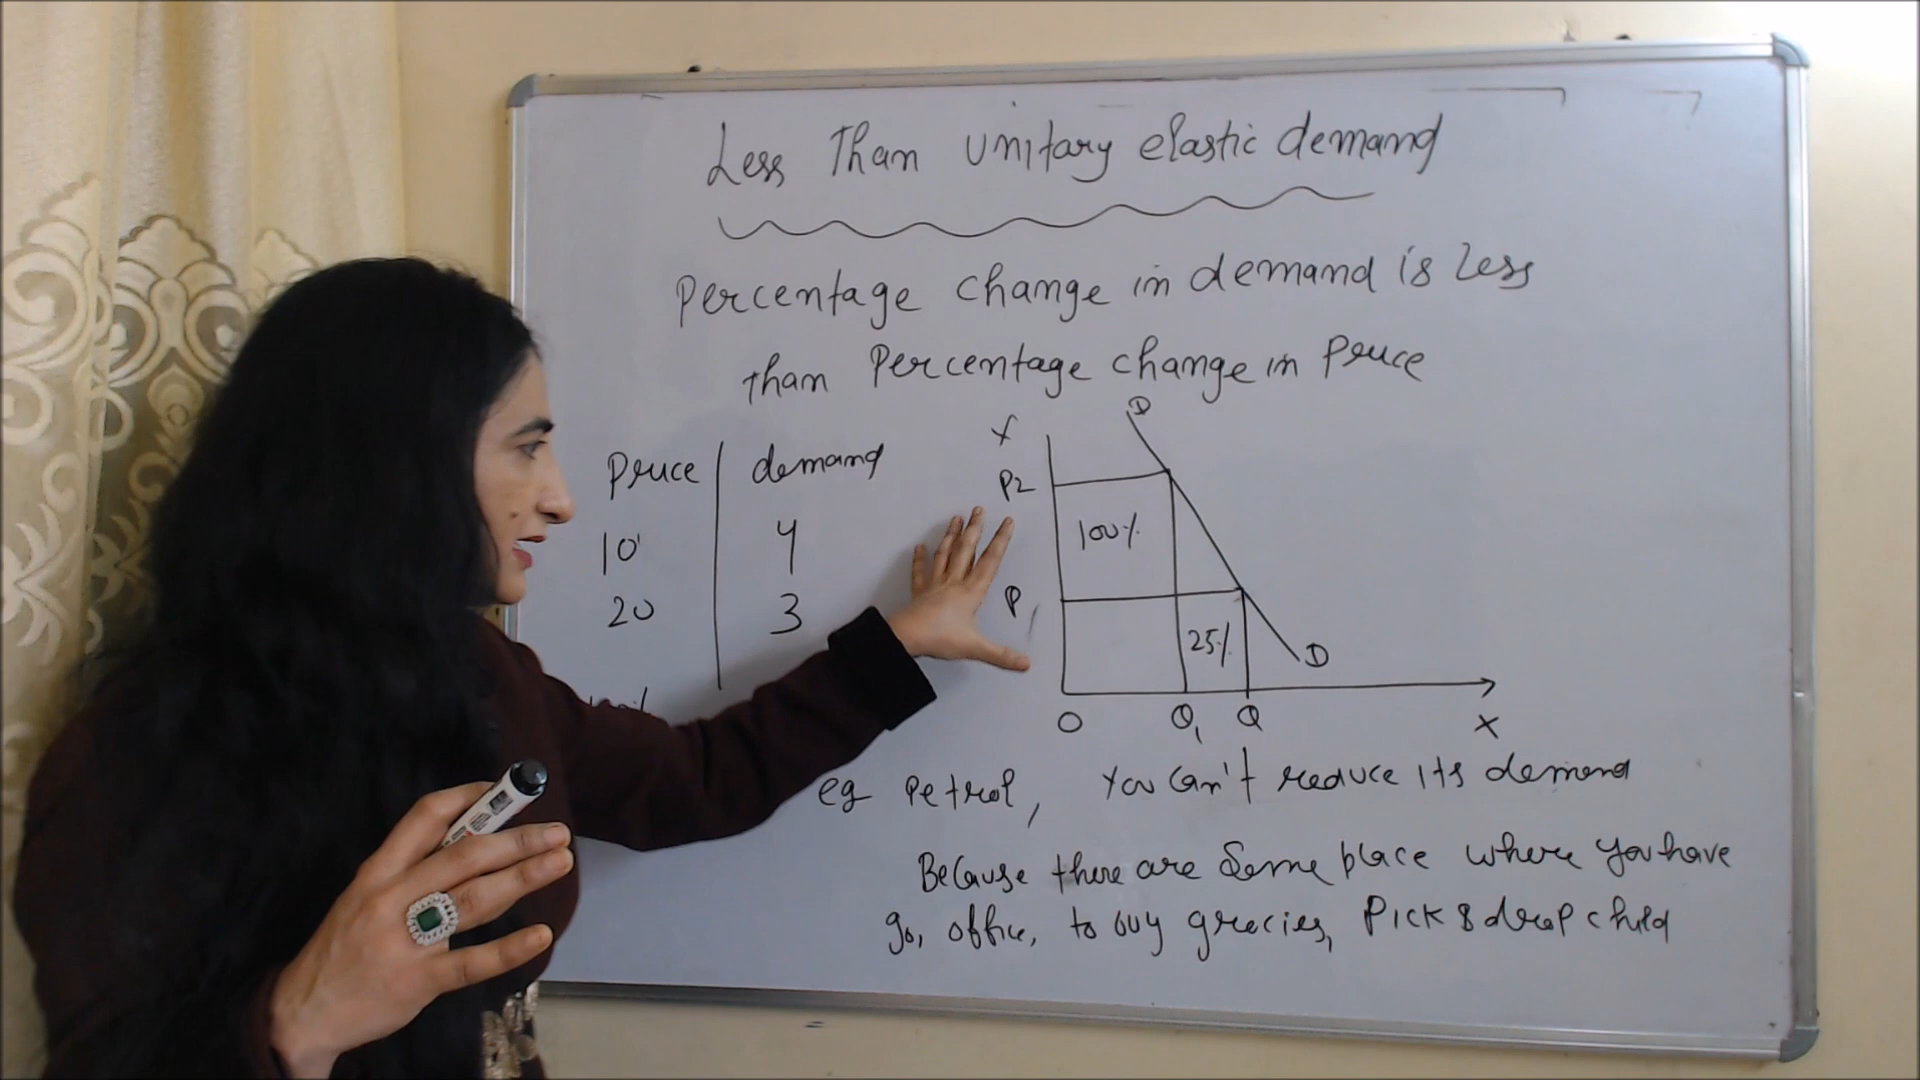 Less Than unitary elastic demand
Percentage change in demand is Less
than Percentage change in Price
Price demand
10 4
20 3
Y
D
P2
100%
P1
25%
D
O Q1 Q X
eg Petrol, You can't reduce its demand
Because there are Some place where you have
go, office, to buy grocies, Pick & drop child